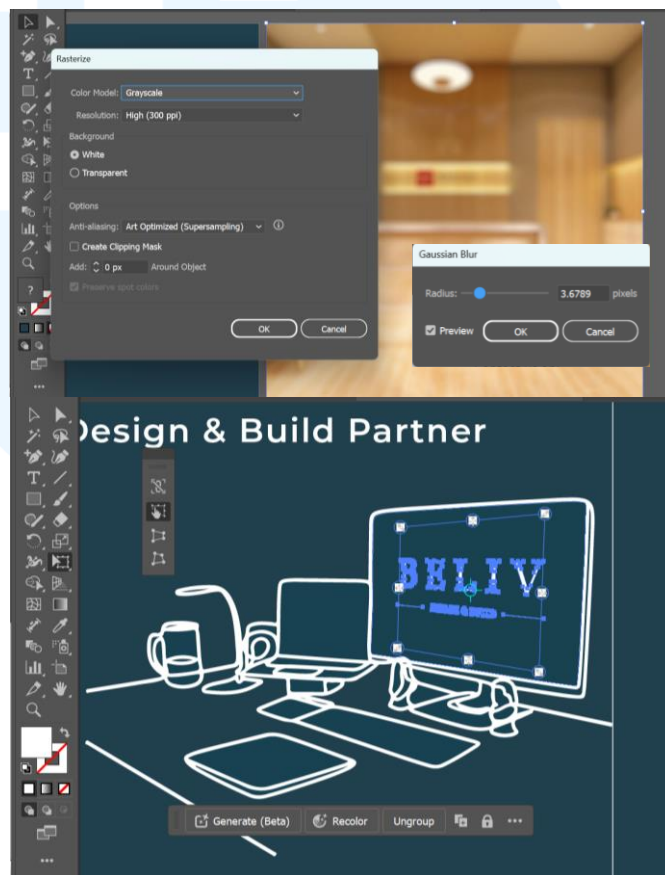 Rasterize
Color Model: Grayscale
Resolution: High (300 ppi)
Background
White
Transparent
Options
Anti-aliasing: Art Optimized (Supersampling)
Create Clipping Mask
Add: 0 px Around Object
Preserve spot colors
OK Cancel
Gaussian Blur
Radius: 3.6789 pixels
Preview OK Cancel
Design & Build Partner
BELIV
Generate (Beta) Recolor Ungroup